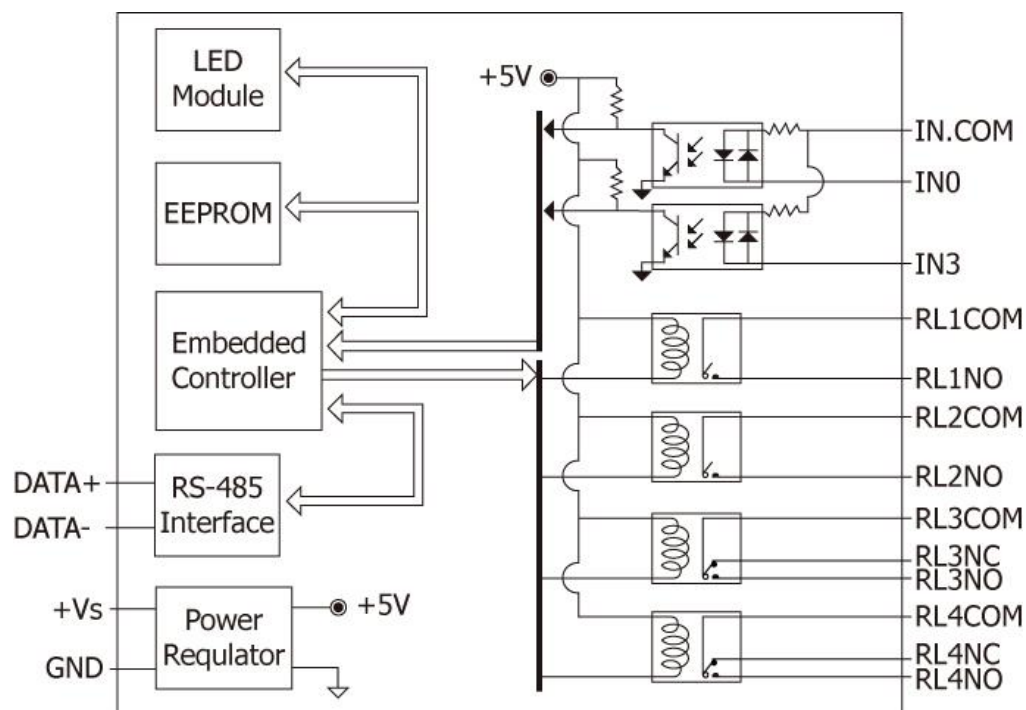 LED
Module
EEPROM
Embedded
Controller
DATA+
DATA-
RS-485
Interface
+Vs
GND
Power
Requlator
+5V
+5V
IN.COM
IN0
IN3
RL1COM
RL1NO
RL2COM
RL2NO
RL3COM
RL3NC
RL3NO
RL4COM
RL4NC
RL4NO